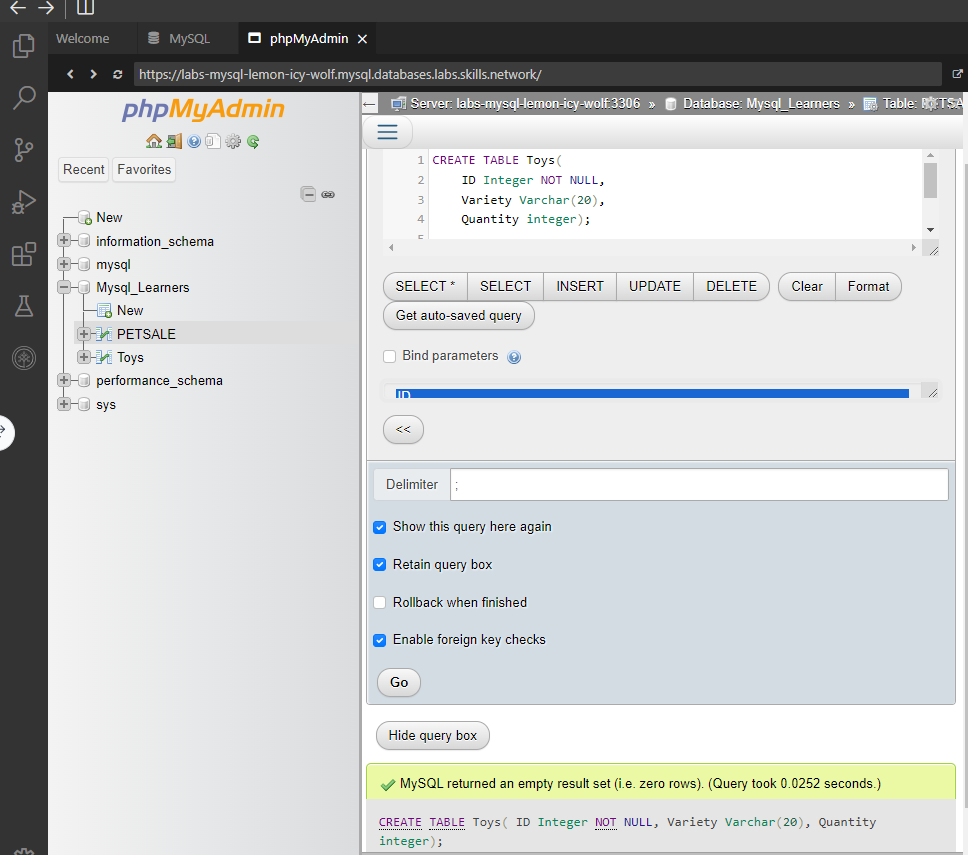 Welcome MySQL phpMyAdmin
https://labs-mysql-lemon-icy-wolf.mysql.databases.labs.skills.network/
phpMyAdmin
Recent Favorites
New
information_schema
mysql
Mysql_Learners
New
PETSALE
Toys
performance_schema
sys
Server: labs-mysql-lemon-icy-wolf:3306 » Database: Mysql_Learners » Table:
1 CREATE TABLE Toys(
2 ID Integer NOT NULL,
3 Variety Varchar(20),
4 Quantity integer);
SELECT * SELECT INSERT UPDATE DELETE Clear Format
Get auto-saved query
Bind parameters
ID
<<
Delimiter ;
Show this query here again
Retain query box
Rollback when finished
Enable foreign key checks
Go
Hide query box
MySQL returned an empty result set (i.e. zero rows). (Query took 0.0252 seconds.)
CREATE TABLE Toys( ID Integer NOT NULL, Variety Varchar(20), Quantity
integer);